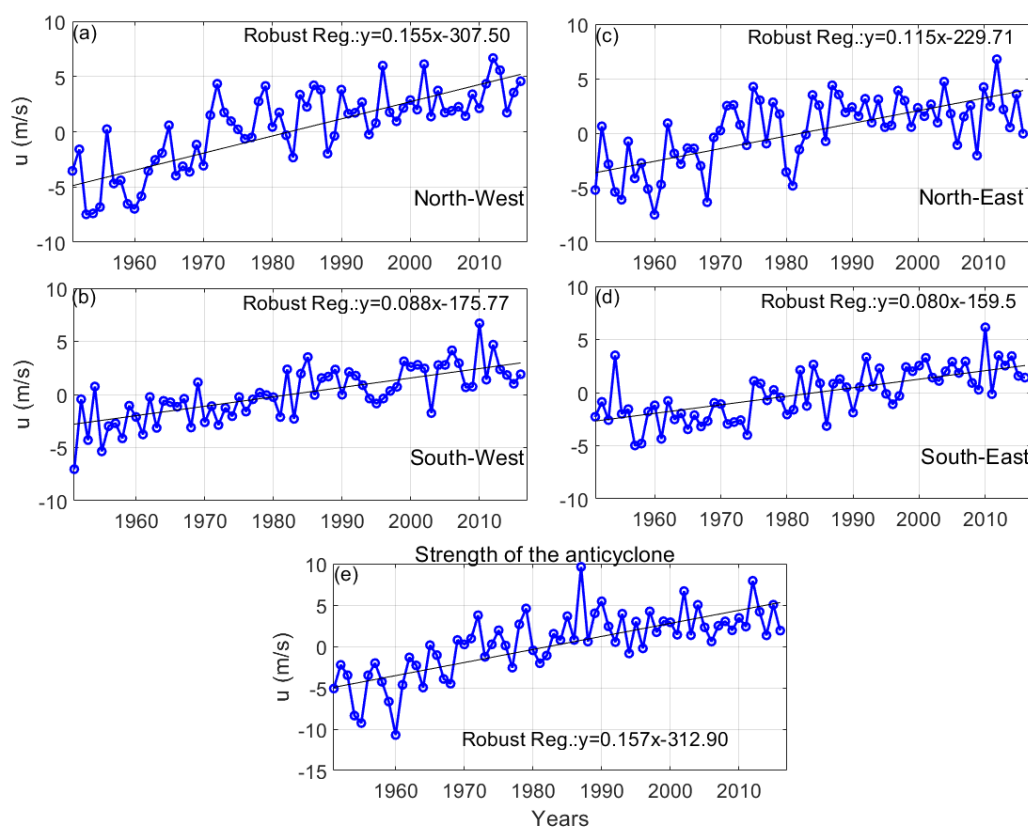 (a)
Robust Reg.:y=0.155x-307.50
10
5
0
-5
-10
u (m/s)
North-West
1960 1970 1980 1990 2000 2010
(c)
Robust Reg.:y=0.115x-229.71
10
5
0
-5
-10
North-East
1960 1970 1980 1990 2000 2010
(b)
Robust Reg.:y=0.088x-175.77
10
5
0
-5
-10
u (m/s)
South-West
1960 1970 1980 1990 2000 2010
(d)
Robust Reg.:y=0.080x-159.5
10
5
0
-5
-10
South-East
1960 1970 1980 1990 2000 2010
Strength of the anticyclone
(e)
10
5
0
-5
-10
-15
u (m/s)
Robust Reg.:y=0.157x-312.90
1960 1970 1980 1990 2000 2010
Years